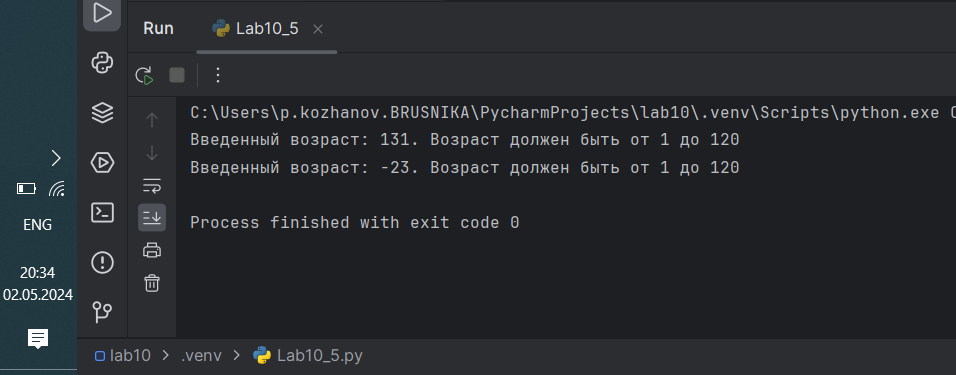 Run Lab10_5
C:\Users\p.kozhanov.BRUSNIKA\PycharmProjects\lab10\.venv\Scripts\python.exe
Введенный возраст: 131. Возраст должен быть от 1 до 120
Введенный возраст: -23. Возраст должен быть от 1 до 120
Process finished with exit code 0
ENG
20:34
02.05.2024
lab10 > .venv > Lab10_5.py